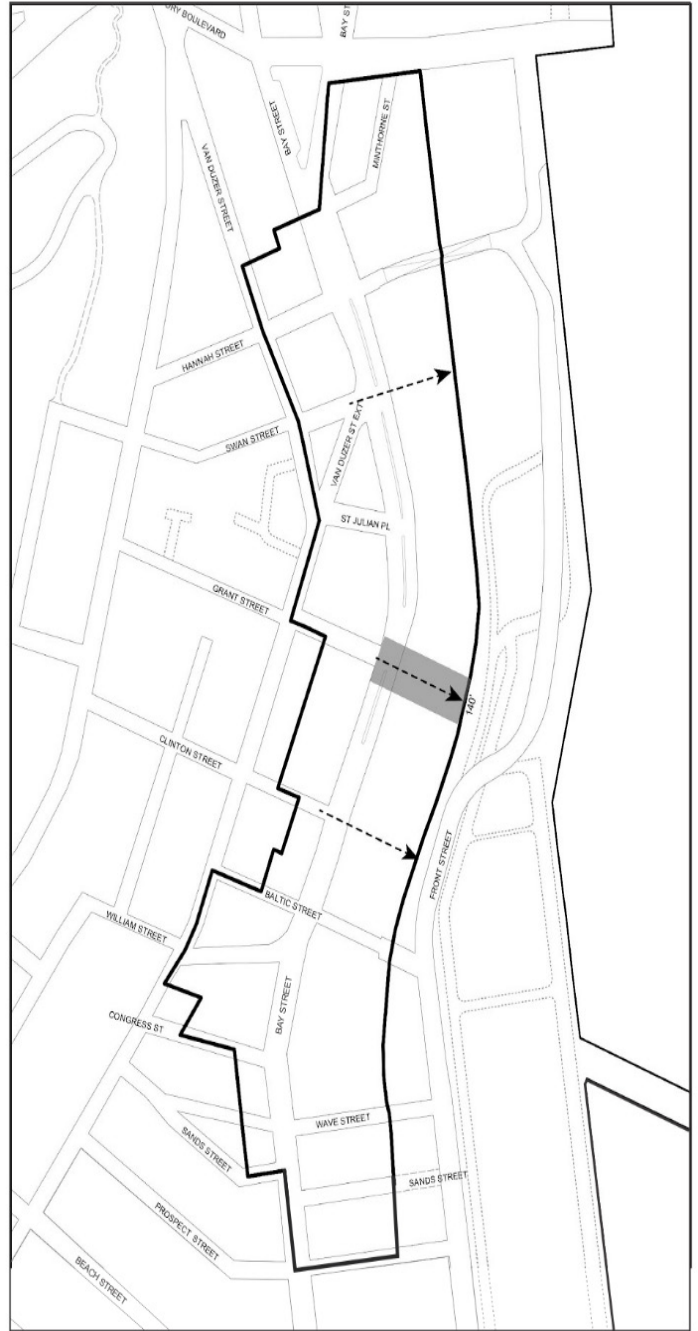 RY BOULEVARD
BAY ST
BAY STREET
MINTHORNE ST
VAN DUZER STREET
HANNAH STREET
SWAN STREET
VAN DUZER ST EXT
ST JULIAN PL
GRANT STREET
140'
CLINTON STREET
FRONT STREET
BALTIC STREET
WILLIAM STREET
BAY STREET
CONGRESS ST
WAVE STREET
SANDS STREET
SANDS STREET
PROSPECT STREET
BEACH STREET